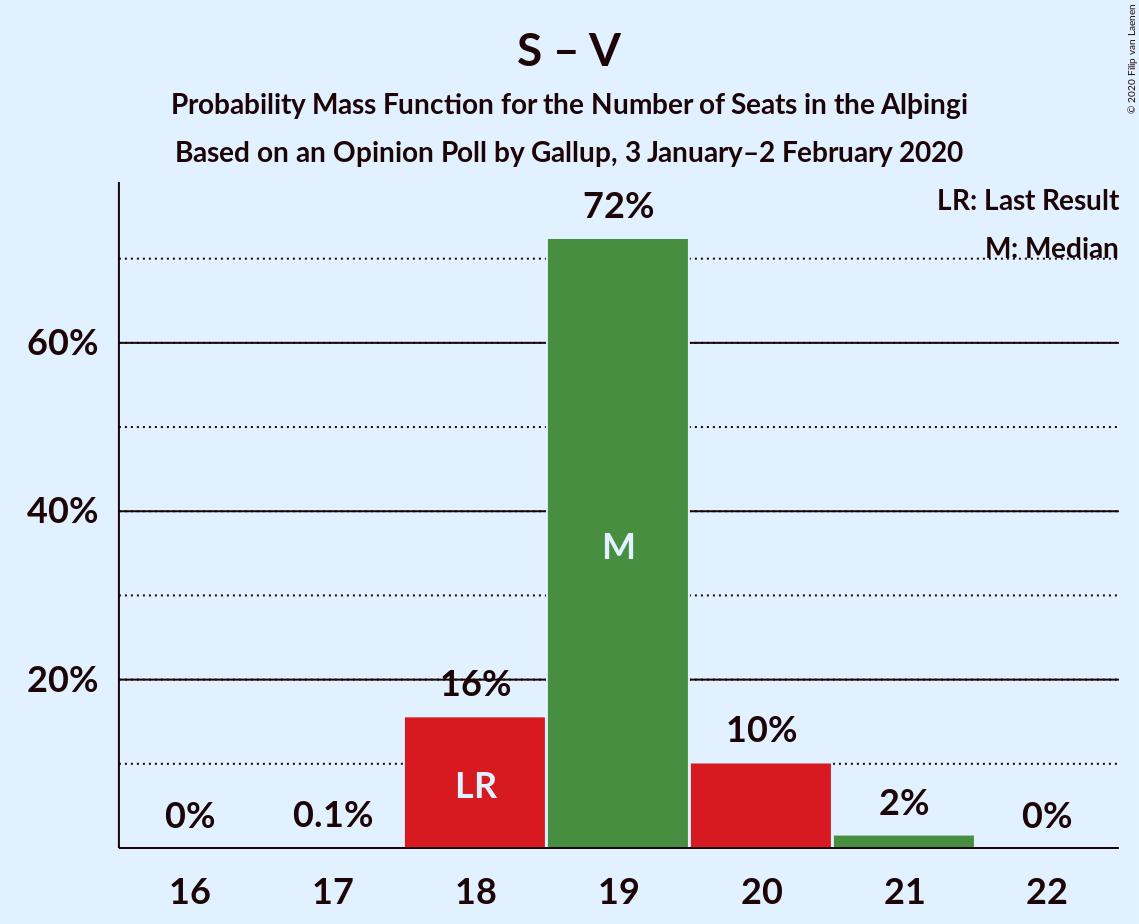 S – V
Probability Mass Function for the Number of Seats in the Alþingi
Based on an Opinion Poll by Gallup, 3 January–2 February 2020
© 2020 Filip van Laenen
LR: Last Result
M: Median
72%
60%
40%
20%
M
16%
LR
10%
0%
0.1%
2%
0%
16 17 18 19 20 21 22